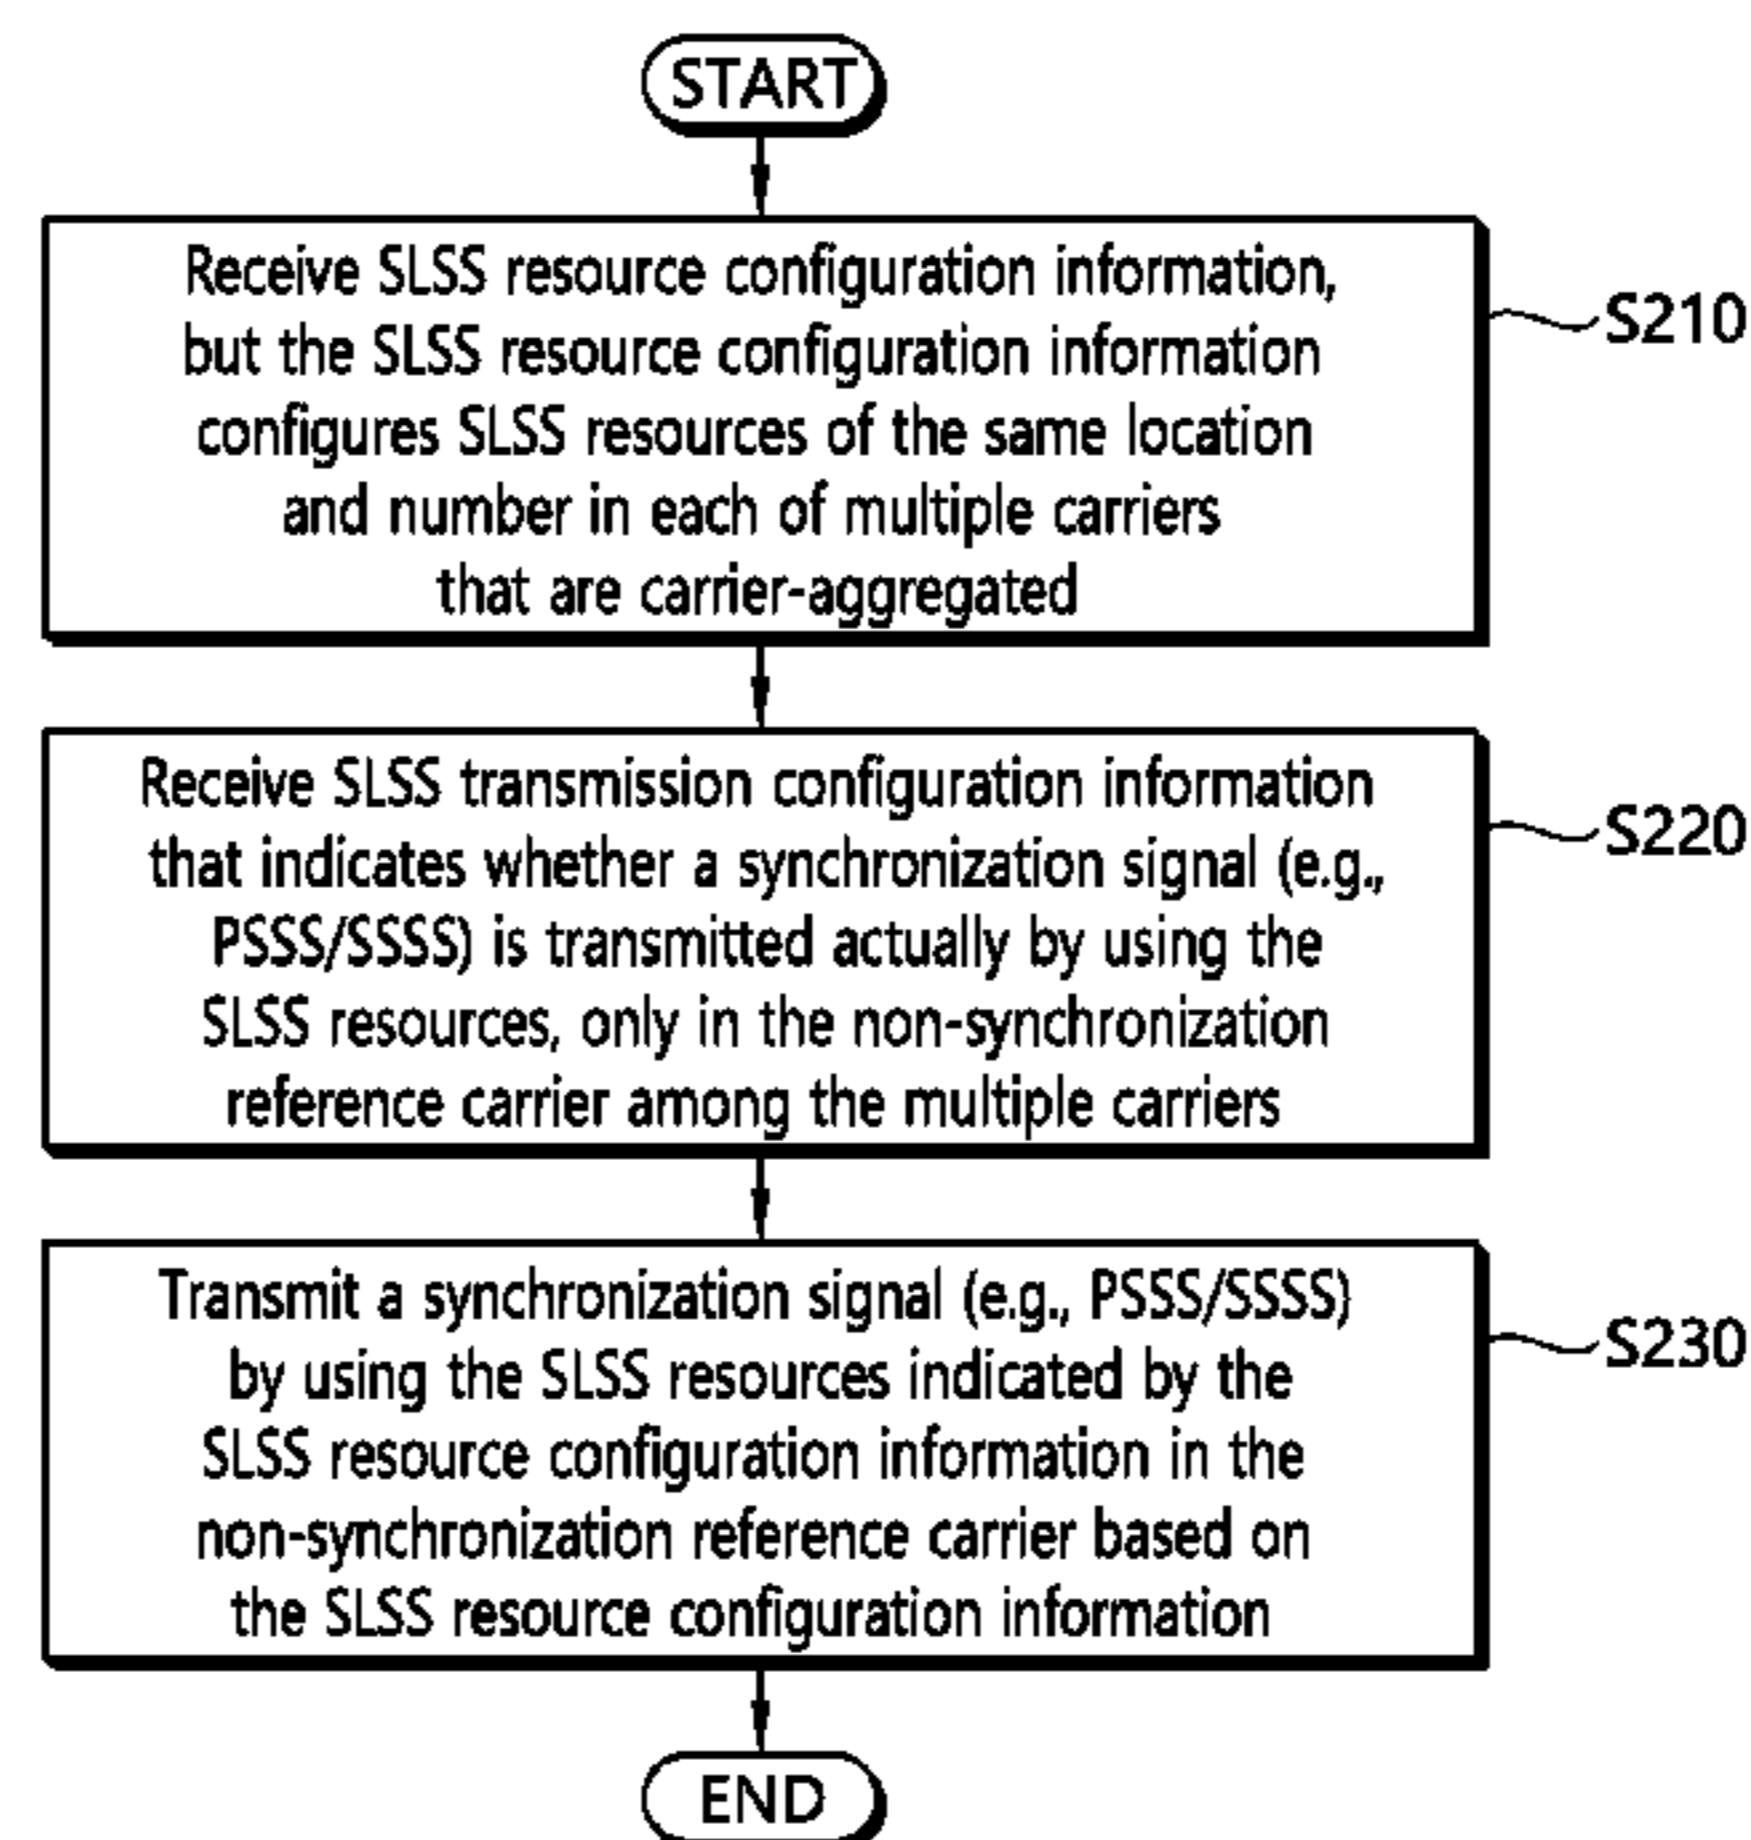 START
Receive SLSS resource configuration information,
but the SLSS resource configuration information
configures SLSS resources of the same location
and number in each of multiple carriers
that are carrier-aggregated
S210
Receive SLSS transmission configuration information
that indicates whether a synchronization signal (e.g.,
PSSS/SSSS) is transmitted actually by using the
SLSS resources, only in the non-synchronization
reference carrier among the multiple carriers
S220
Transmit a synchronization signal (e.g., PSSS/SSSS)
by using the SLSS resources indicated by the
SLSS resource configuration information in the
non-synchronization reference carrier based on
the SLSS resource configuration information
S230
END